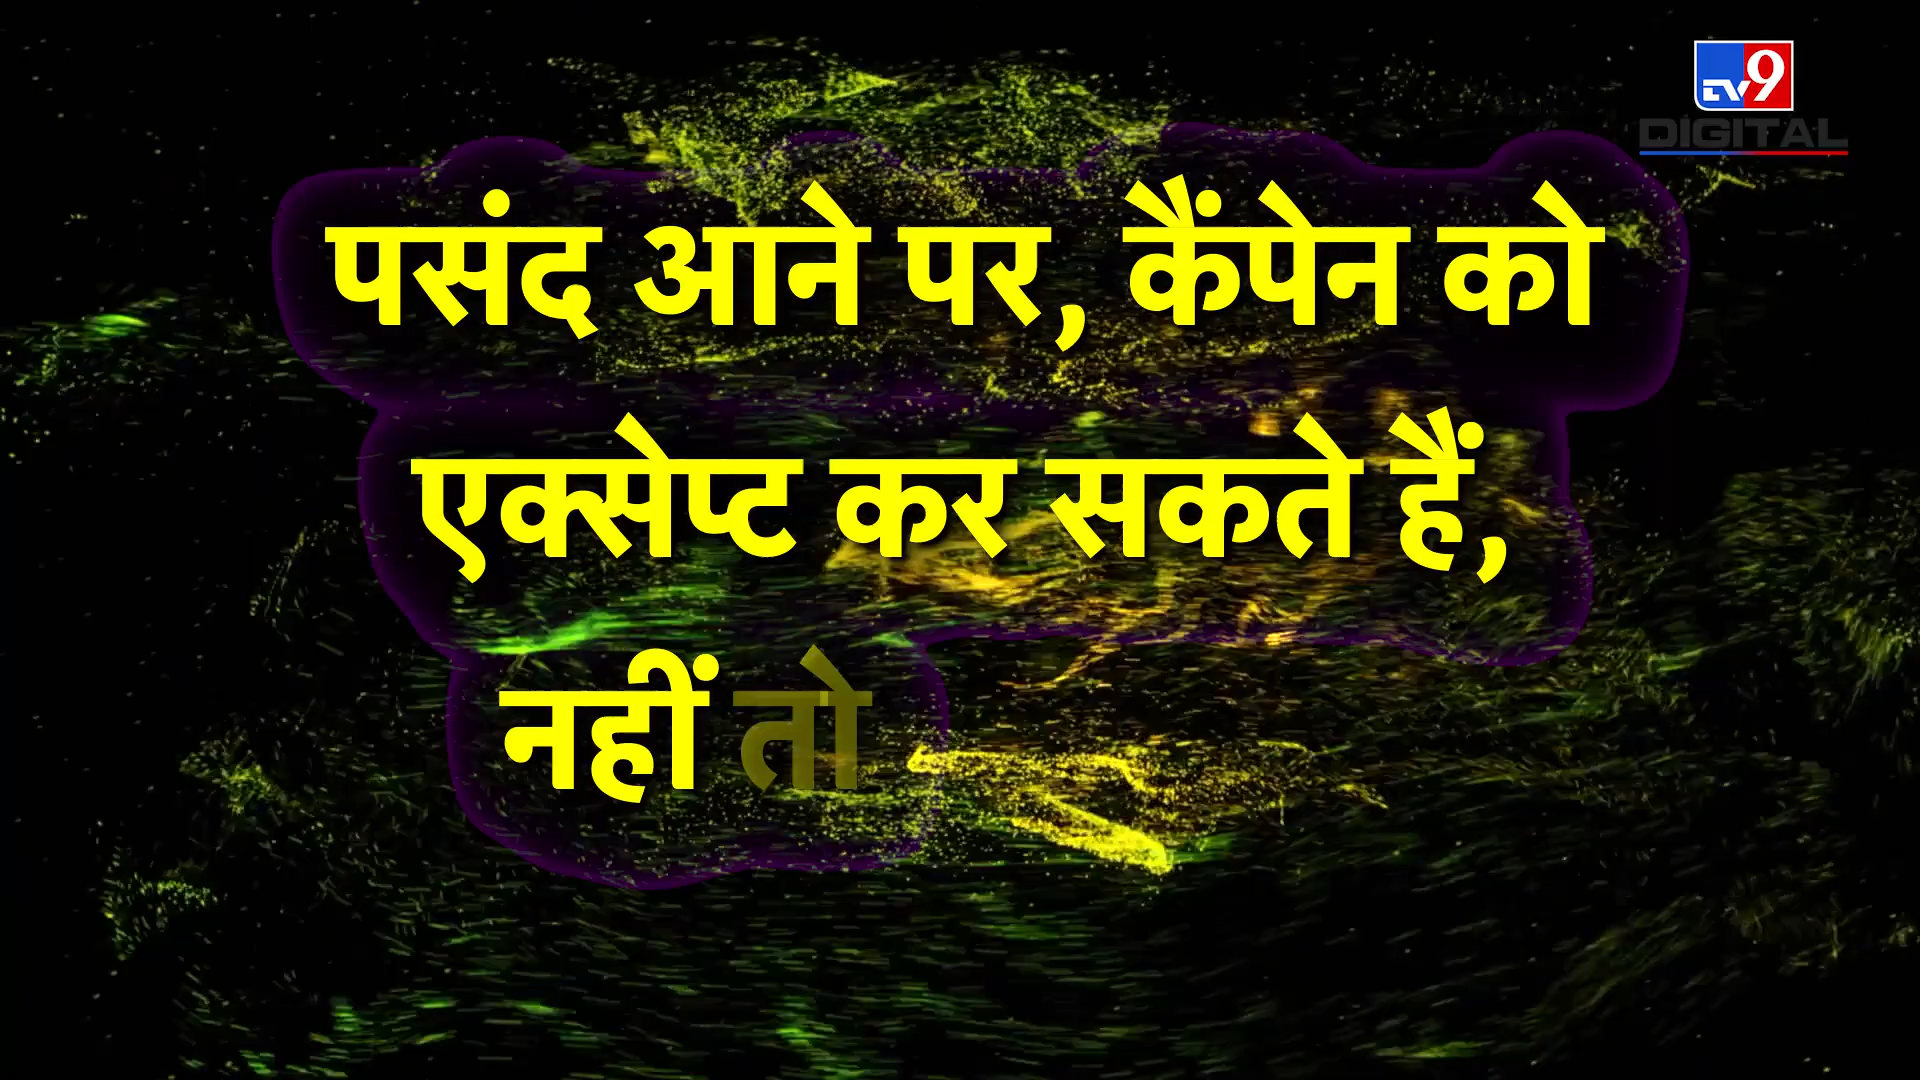 TV9
DIGITAL
पसंद आने पर, कैंपेन को
एक्सेप्ट कर सकते हैं,
नहीं तो